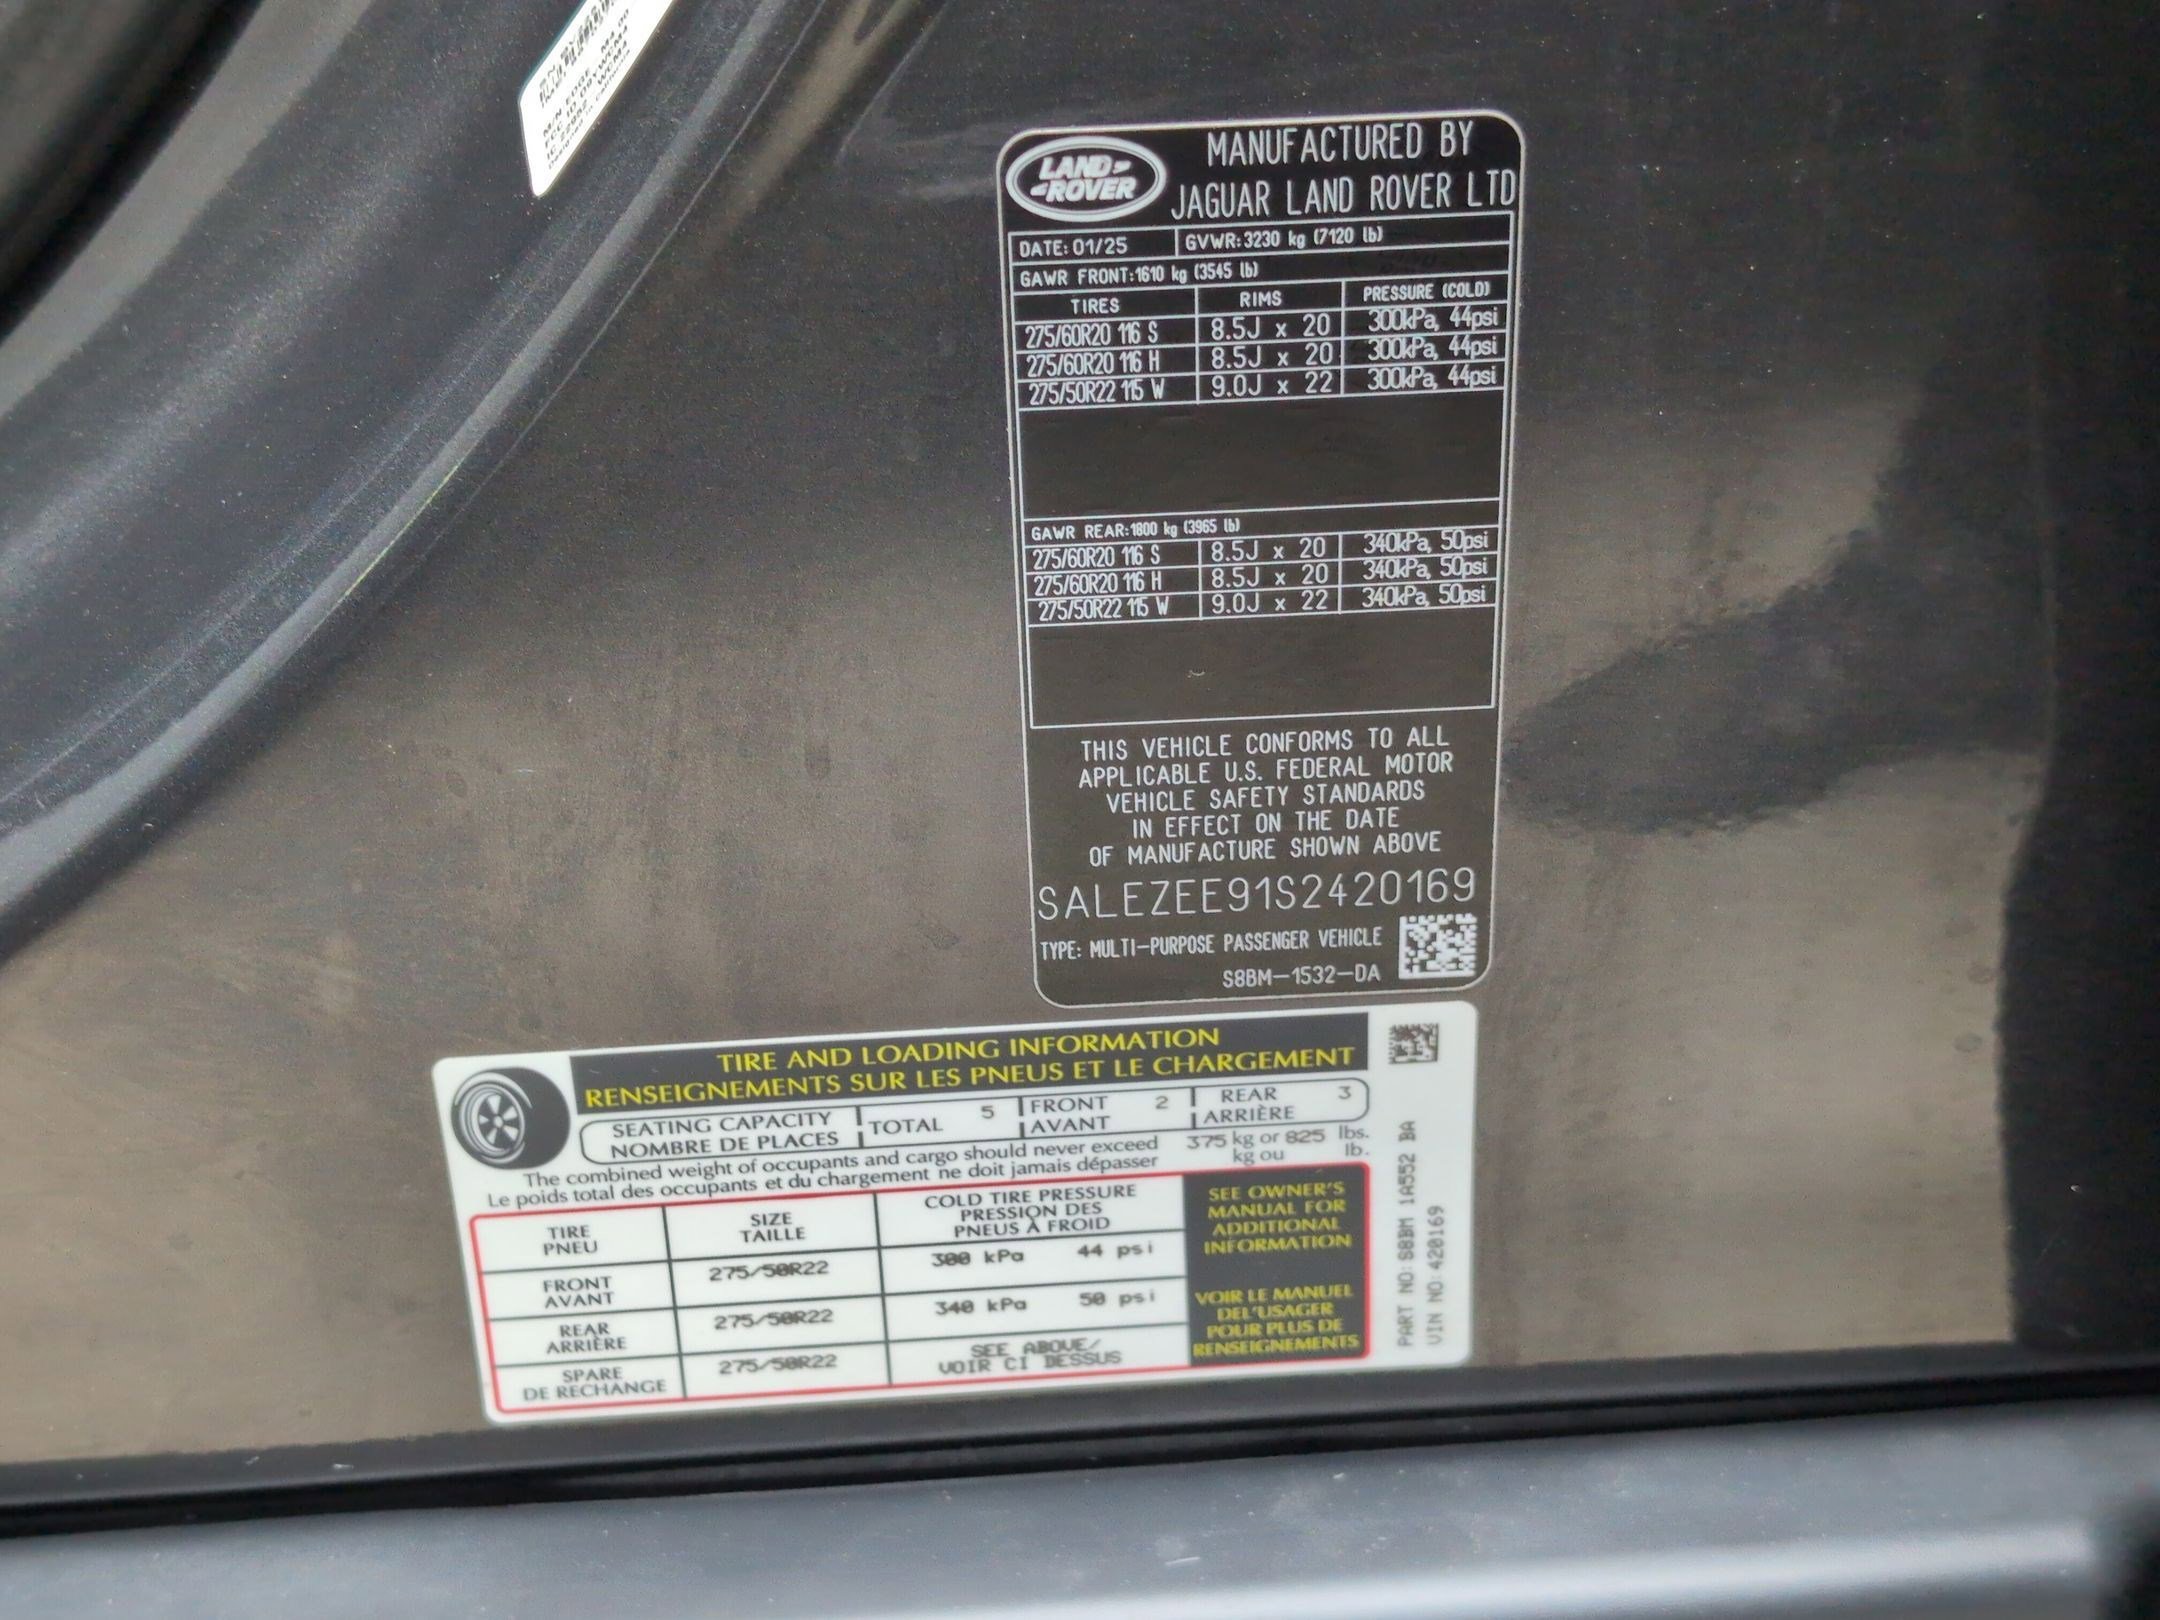 M/N EDGE M4.00
LAND
ROVER
MANUFACTURED BY
JAGUAR LAND ROVER LTD
DATE: 01/25 GVWR: 3230 kg (7120 lb)
GAWR FRONT: 1610 kg (3545 lb)
TIRES RIMS PRESSURE (COLD)
275/60R20 116 S 8.5J x 20 300kPa, 44psi
275/60R20 116 H 8.5J x 20 300kPa, 44psi
275/50R22 115 W 9.0J x 22 300kPa, 44psi
GAWR REAR: 1800 kg (3965 lb)
275/60R20 116 S 8.5J x 20 340kPa, 50psi
275/60R20 116 H 8.5J x 20 340kPa, 50psi
275/50R22 115 W 9.0J x 22 340kPa, 50psi
THIS VEHICLE CONFORMS TO ALL
APPLICABLE U.S. FEDERAL MOTOR
VEHICLE SAFETY STANDARDS
IN EFFECT ON THE DATE
OF MANUFACTURE SHOWN ABOVE
SALEZEE91S2420169
TYPE: MULTI-PURPOSE PASSENGER VEHICLE
S8BM-1532-DA
TIRE AND LOADING INFORMATION
RENSEIGNEMENTS SUR LES PNEUS ET LE CHARGEMENT
SEATING CAPACITY TOTAL 5 FRONT 2 REAR 3
NOMBRE DE PLACES AVANT ARRIÈRE
The combined weight of occupants and cargo should never exceed 375 kg or 825 lbs.
Le poids total des occupants et du chargement ne doit jamais dépasser kg ou lb.
TIRE SIZE COLD TIRE PRESSURE
PNEU TAILLE PRESSION DES
PNEUS À FROID
FRONT 275/50R22 300 kPa 44 psi
AVANT
REAR 275/50R22 340 kPa 50 psi
ARRIÈRE
SPARE 275/50R22 SEE ABOVE/
DE RECHANGE VOIR CI DESSUS
SEE OWNER'S
MANUAL FOR
ADDITIONAL
INFORMATION
VOIR LE MANUEL
DEL'USAGER
POUR PLUS DE
RENSEIGNEMENTS
PART NO: S8BM 1A552 BA
VIN NO: 420169